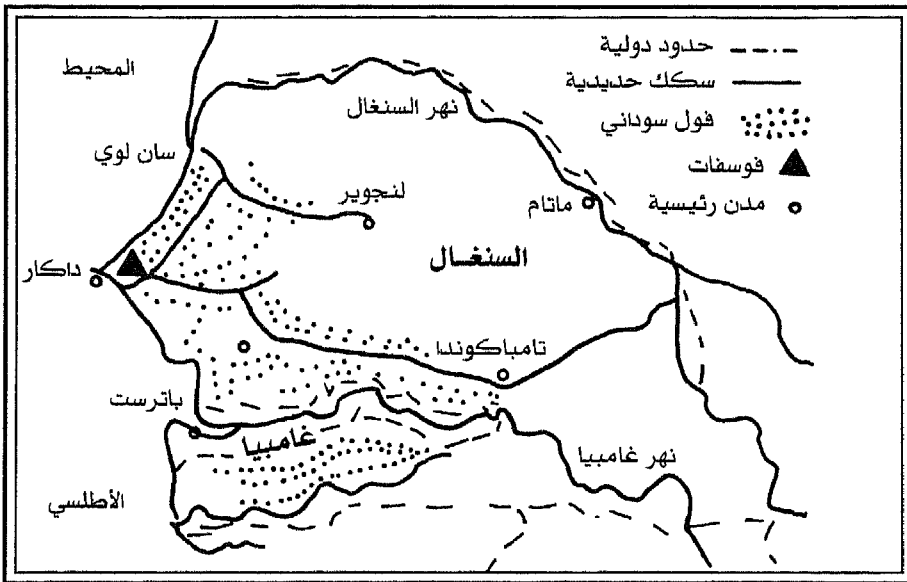 حدود دولية
سكك حديدية
فول سوداني
فوسفات
مدن رئيسية
المحيط
نهر السنغال
سان لوي
لنجوير
ماتام
السنغال
داكار
تامباكوندا
باترست
غامبيا
نهر غامبيا
الأطلسي